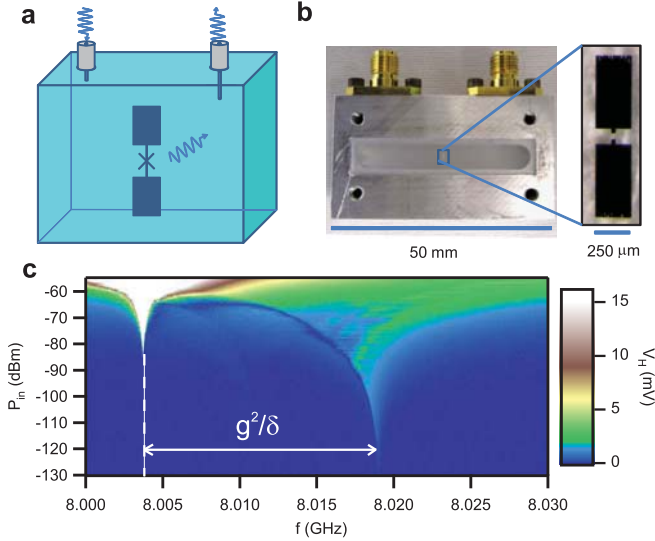 a
b
50 mm
250 μm
c
-60
-70
-80
-90
-100
-110
-120
-130
P_in (dBm)
g²/δ
8.000 8.005 8.010 8.015 8.020 8.025 8.030
f (GHz)
15
10
5
0
V_H (mV)